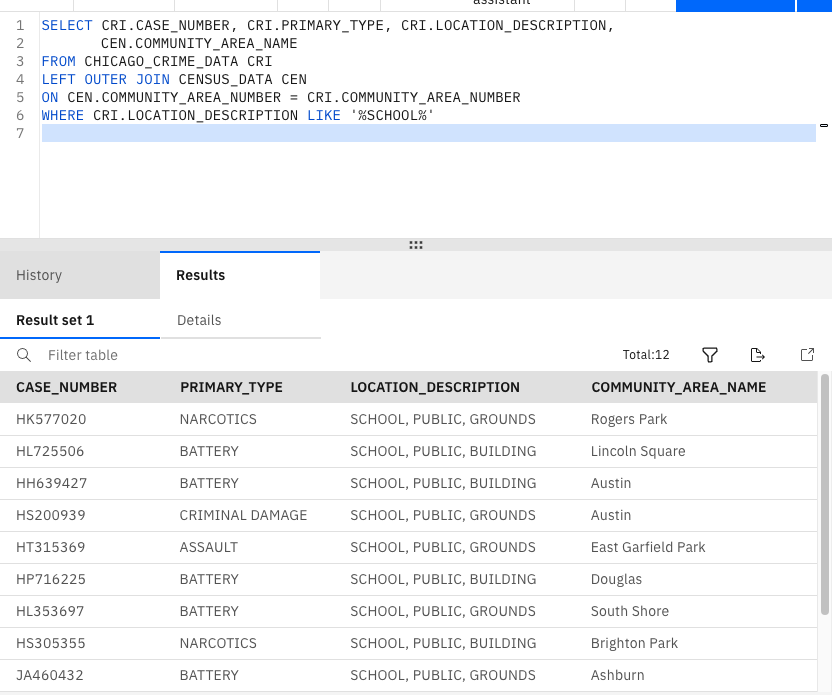 assistant
1 SELECT CRI.CASE_NUMBER, CRI.PRIMARY_TYPE, CRI.LOCATION_DESCRIPTION,
2 CEN.COMMUNITY_AREA_NAME
3 FROM CHICAGO_CRIME_DATA CRI
4 LEFT OUTER JOIN CENSUS_DATA CEN
5 ON CEN.COMMUNITY_AREA_NUMBER = CRI.COMMUNITY_AREA_NUMBER
6 WHERE CRI.LOCATION_DESCRIPTION LIKE '%SCHOOL%'
7
History Results
Result set 1 Details
Filter table Total:12
CASE_NUMBER PRIMARY_TYPE LOCATION_DESCRIPTION COMMUNITY_AREA_NAME
HK577020 NARCOTICS SCHOOL, PUBLIC, GROUNDS Rogers Park
HL725506 BATTERY SCHOOL, PUBLIC, BUILDING Lincoln Square
HH639427 BATTERY SCHOOL, PUBLIC, BUILDING Austin
HS200939 CRIMINAL DAMAGE SCHOOL, PUBLIC, GROUNDS Austin
HT315369 ASSAULT SCHOOL, PUBLIC, GROUNDS East Garfield Park
HP716225 BATTERY SCHOOL, PUBLIC, BUILDING Douglas
HL353697 BATTERY SCHOOL, PUBLIC, GROUNDS South Shore
HS305355 NARCOTICS SCHOOL, PUBLIC, BUILDING Brighton Park
JA460432 BATTERY SCHOOL, PUBLIC, GROUNDS Ashburn